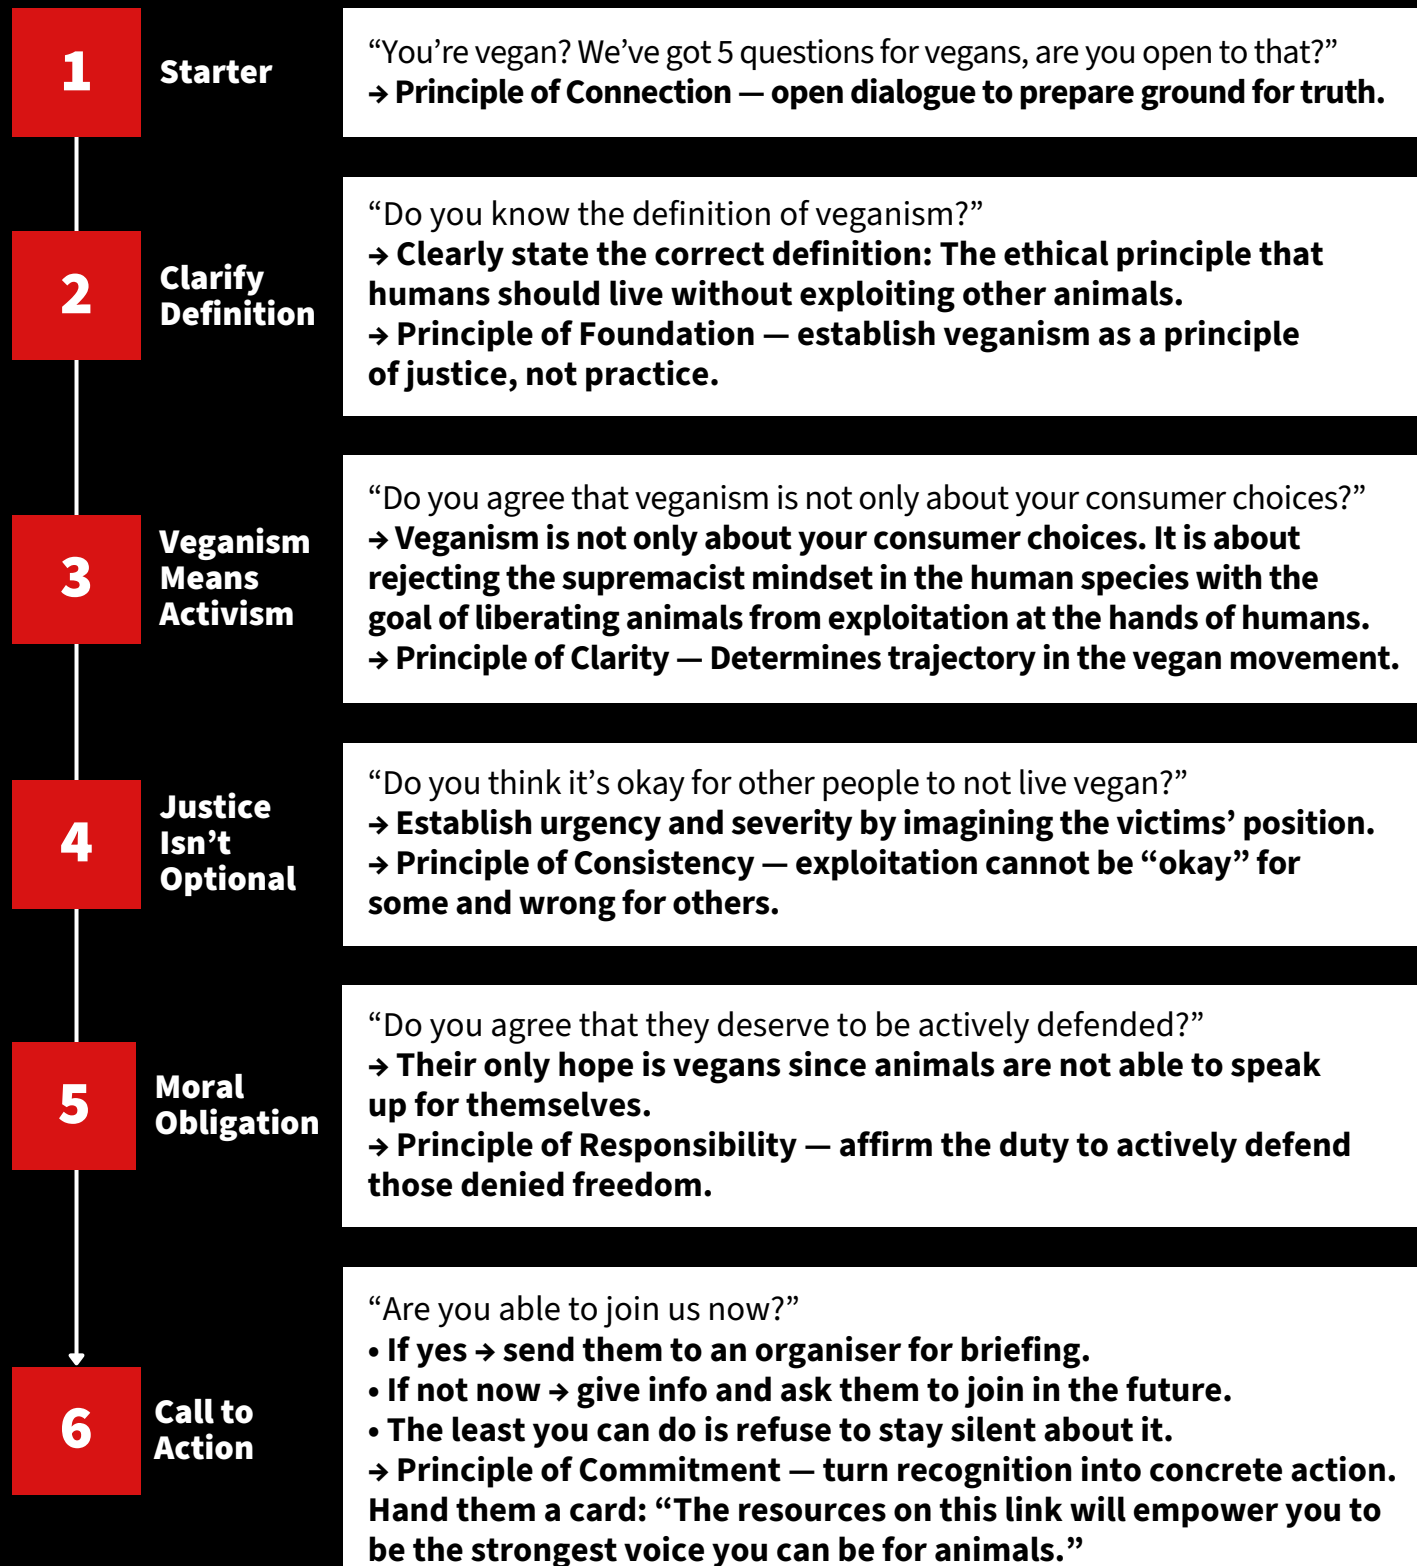 1
Starter
“You’re vegan? We’ve got 5 questions for vegans, are you open to that?”
→ Principle of Connection — open dialogue to prepare ground for truth.
2
Clarify
Definition
“Do you know the definition of veganism?”
→ Clearly state the correct definition: The ethical principle that
humans should live without exploiting other animals.
→ Principle of Foundation — establish veganism as a principle
of justice, not practice.
3
Veganism
Means
Activism
“Do you agree that veganism is not only about your consumer choices?”
→ Veganism is not only about your consumer choices. It is about
rejecting the supremacist mindset in the human species with the
goal of liberating animals from exploitation at the hands of humans.
→ Principle of Clarity — Determines trajectory in the vegan movement.
4
Justice
Isn’t
Optional
“Do you think it’s okay for other people to not live vegan?”
→ Establish urgency and severity by imagining the victims’ position.
→ Principle of Consistency — exploitation cannot be “okay” for
some and wrong for others.
5
Moral
Obligation
“Do you agree that they deserve to be actively defended?”
→ Their only hope is vegans since animals are not able to speak
up for themselves.
→ Principle of Responsibility — affirm the duty to actively defend
those denied freedom.
6
Call to
Action
“Are you able to join us now?”
• If yes → send them to an organiser for briefing.
• If not now → give info and ask them to join in the future.
• The least you can do is refuse to stay silent about it.
→ Principle of Commitment — turn recognition into concrete action.
Hand them a card: “The resources on this link will empower you to
be the strongest voice you can be for animals.”